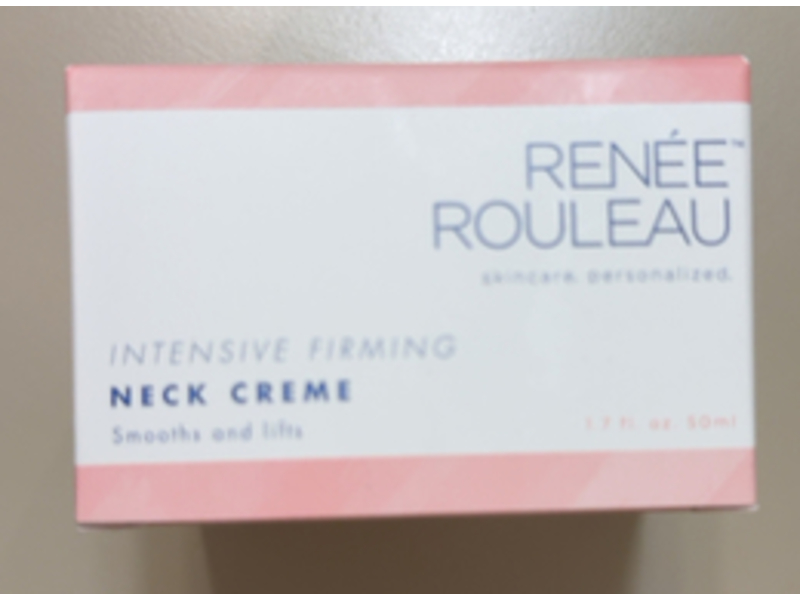 RENÉE™
ROULEAU
skincare. personalized.
INTENSIVE FIRMING
NECK CREME
Smooths and lifts
1.7 fl. oz. 50ml